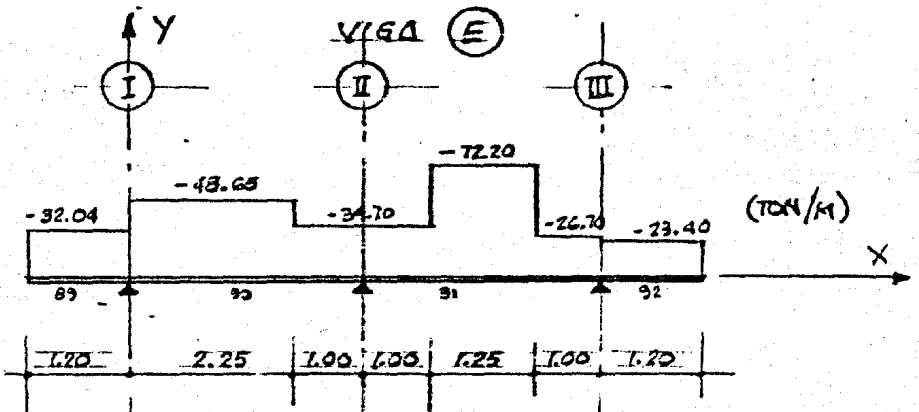 Y
VIGA E
I II III
-72.20
-48.65
-32.04 -34.70 -26.70 -23.40 (TON/M)
X
89 90 91 92
1.20 2.25 1.00 1.00 1.25 1.00 1.20